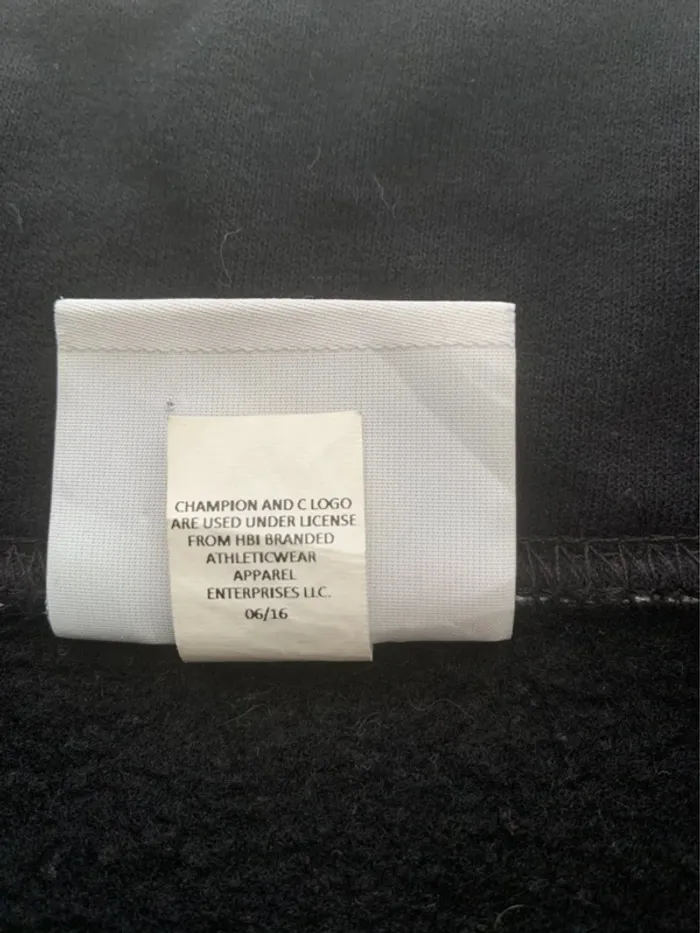 CHAMPION AND C LOGO
ARE USED UNDER LICENSE
FROM HBI BRANDED
ATHLETICWEAR
APPAREL
ENTERPRISES LLC.
06/16